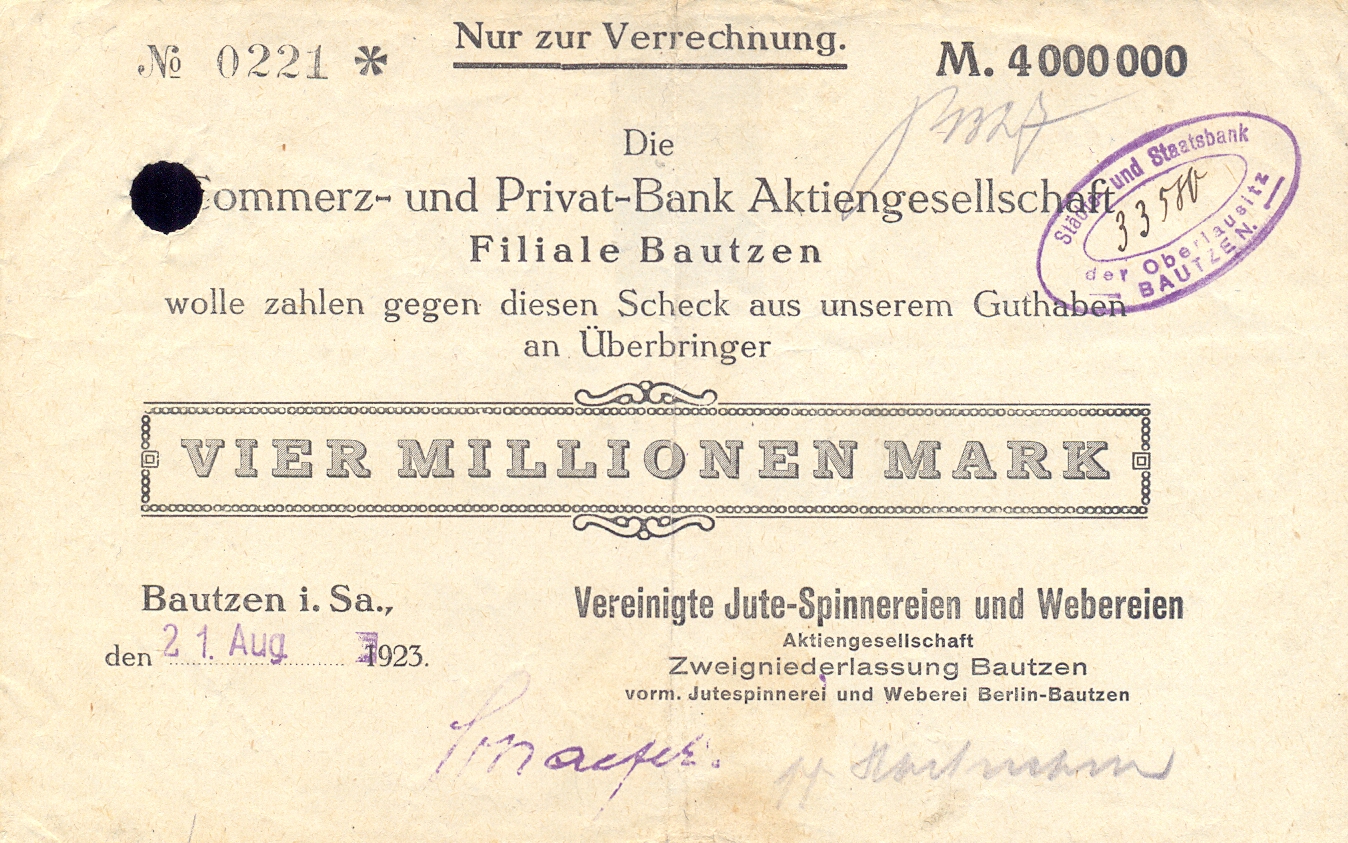 № 0221 *
Nur zur Verrechnung.
M. 4000000
Die
Commerz- und Privat-Bank Aktiengesellschaft
Filiale Bautzen
wolle zahlen gegen diesen Scheck aus unserem Guthaben
an Überbringer
VIER MILLIONEN MARK
Städte- und Staatsbank
der Oberlausitz
BAUTZEN.
Bautzen i. Sa.,
den 21. Aug. 1923.
Vereinigte Jute-Spinnereien und Webereien
Aktiengesellschaft
Zweigniederlassung Bautzen
vorm. Jutespinnerei und Weberei Berlin-Bautzen